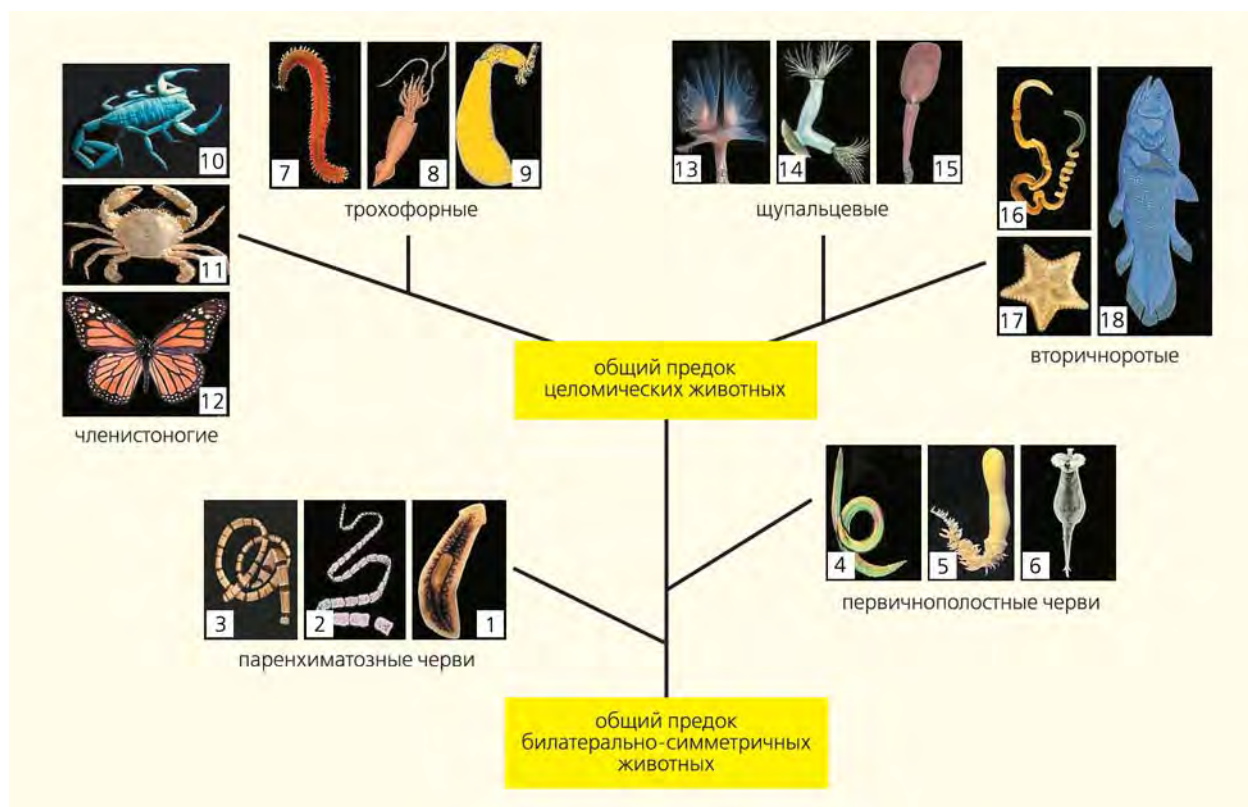 7
8
9
трохофорные
13
14
15
щупальцевые
10
11
12
членистоногие
16
17
18
вторичноротые
общий предок
целомических животных
3
2
1
паренхиматозные черви
4
5
6
первичнополостные черви
общий предок
билатерально-симметричных
животных